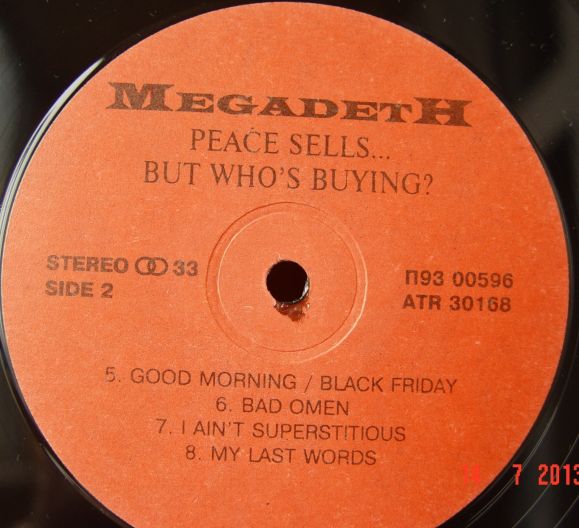 MEGADETH
PEACE SELLS...
BUT WHO'S BUYING?
STEREO 33
SIDE 2
П93 00596
ATR 30168
5. GOOD MORNING / BLACK FRIDAY
6. BAD OMEN
7. I AIN'T SUPERSTITIOUS
8. MY LAST WORDS
7 2013